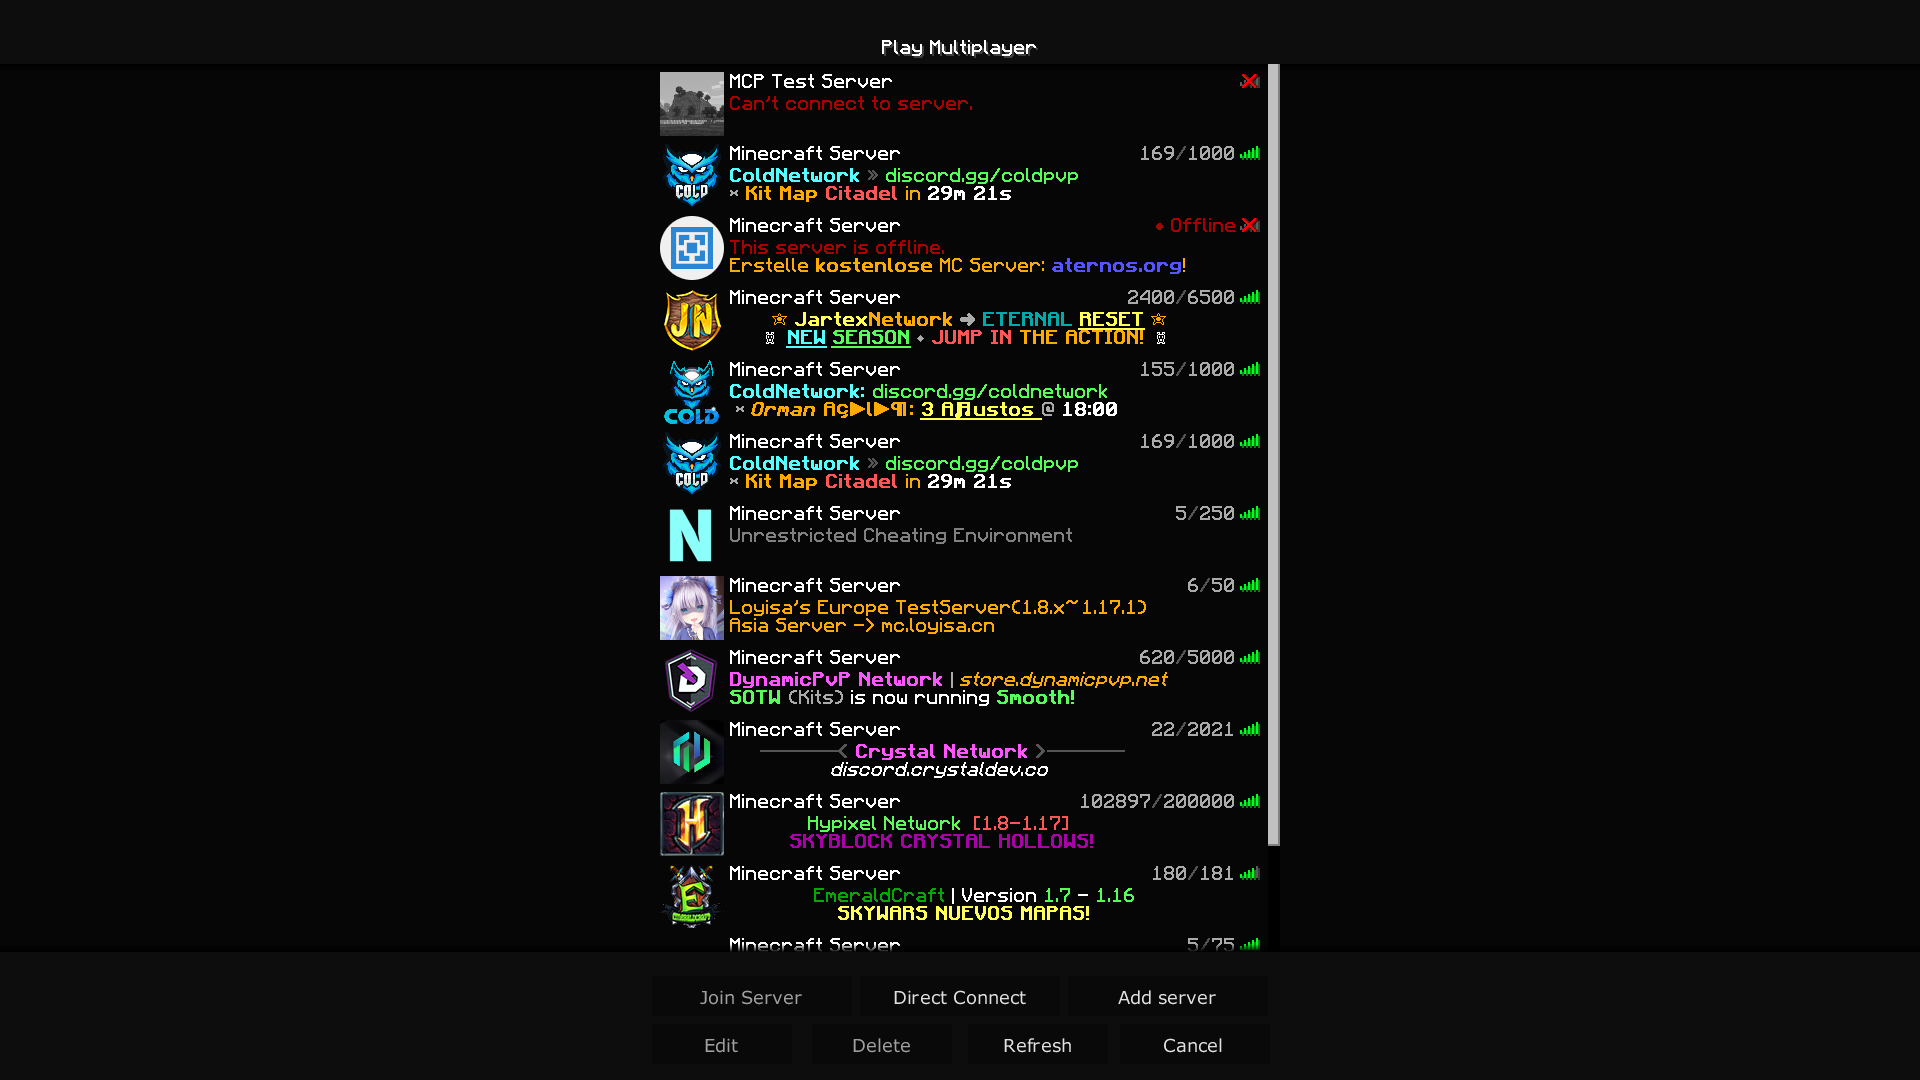 Play Multiplayer
MCP Test Server
Can't connect to server.
Minecraft Server 169/1000
COLD
ColdNetwork » discord.gg/coldpvp
× Kit Map Citadel in 29m 21s
Minecraft Server • Offline
This server is offline.
Erstelle kostenlose MC Server: aternos.org!
Minecraft Server 2400/6500
JN
JartexNetwork ➜ ETERNAL RESET
NEW SEASON • JUMP IN THE ACTION!
Minecraft Server 155/1000
ColdNetwork: discord.gg/coldnetwork
COLD
× Orman 3 @ 18:00
Minecraft Server 169/1000
COLD
ColdNetwork » discord.gg/coldpvp
× Kit Map Citadel in 29m 21s
Minecraft Server 5/250
N
Unrestricted Cheating Environment
Minecraft Server 6/50
Loyisa's Europe TestServer(1.8.x~1.17.1)
Asia Server -> mc.loyisa.cn
Minecraft Server 620/5000
D
DynamicPvP Network | store.dynamicpvp.net
SOTW (Kits) is now running Smooth!
Minecraft Server 22/2021
Crystal Network
discord.crystaldev.co
Minecraft Server 102897/200000
H
Hypixel Network [1.8-1.17]
SKYBLOCK CRYSTAL HOLLOWS!
Minecraft Server 180/181
E
EMERALDCRAFT
EmeraldCraft | Version 1.7 - 1.16
SKYWARS NUEVOS MAPAS!
Minecraft Server 5/75
Join Server Direct Connect Add server
Edit Delete Refresh Cancel